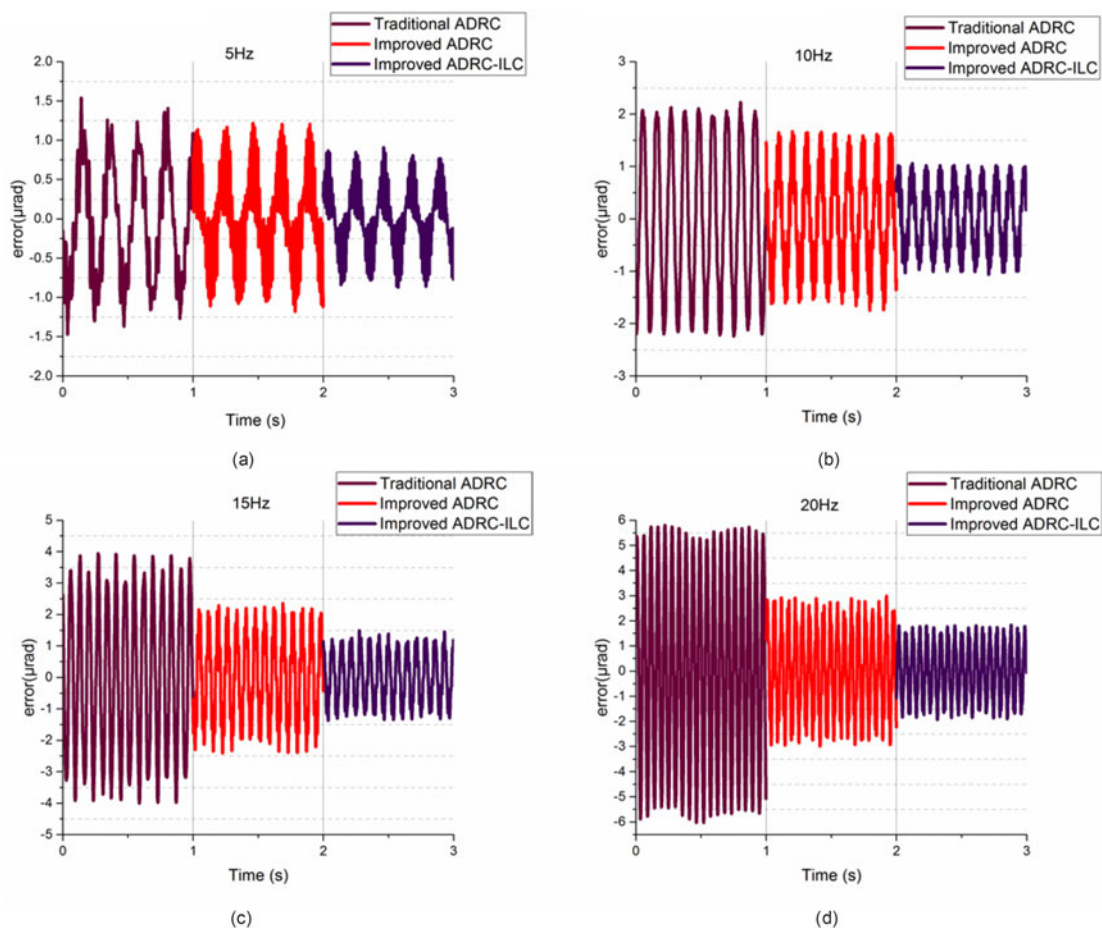 Traditional ADRC
Improved ADRC
Improved ADRC-ILC
5Hz
2.0
1.5
1.0
0.5
0.0
-0.5
-1.0
-1.5
-2.0
error(μrad)
0
1
2
3
Time (s)
(a)
Traditional ADRC
Improved ADRC
Improved ADRC-ILC
10Hz
3
2
1
0
-1
-2
-3
error(μrad)
0
1
2
3
Time (s)
(b)
Traditional ADRC
Improved ADRC
Improved ADRC-ILC
15Hz
5
4
3
2
1
0
-1
-2
-3
-4
-5
error(μrad)
0
1
2
3
Time (s)
(c)
Traditional ADRC
Improved ADRC
Improved ADRC-ILC
20Hz
6
5
4
3
2
1
0
-1
-2
-3
-4
-5
-6
error(μrad)
0
1
2
3
Time (s)
(d)